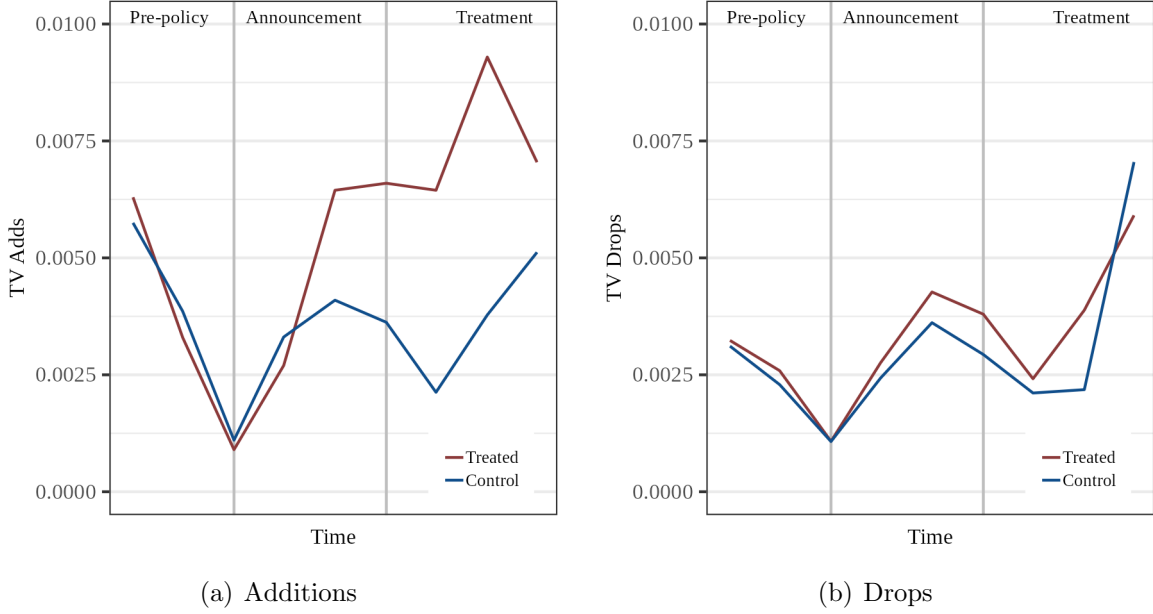 Pre-policy Announcement Treatment
0.0100
0.0075
0.0050
0.0025
0.0000
TV Adds
Treated
Control
Time
(a) Additions
Pre-policy Announcement Treatment
0.0100
0.0075
0.0050
0.0025
0.0000
TV Drops
Treated
Control
Time
(b) Drops